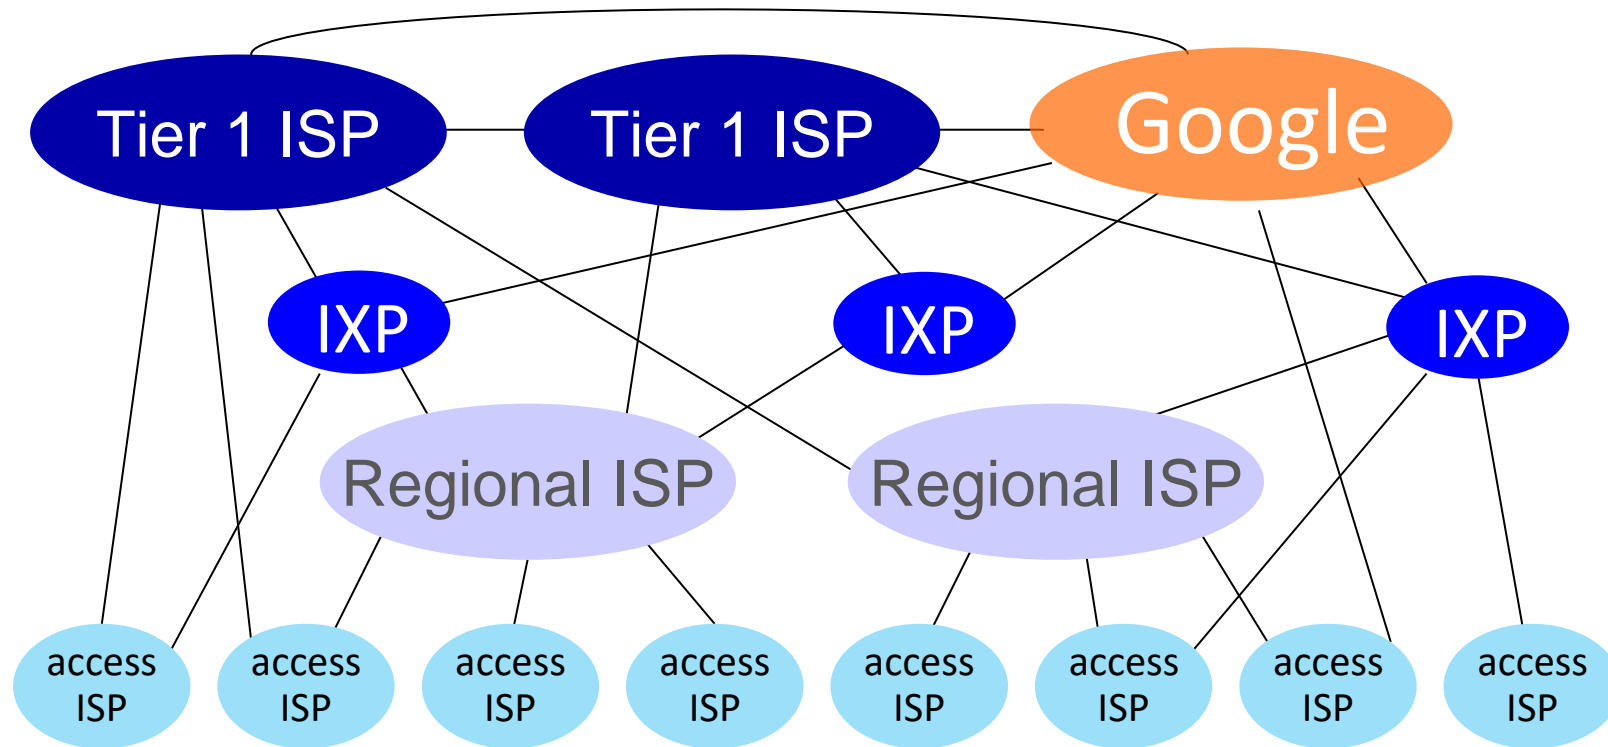 Tier 1 ISP
Tier 1 ISP
Google
IXP
IXP
IXP
Regional ISP
Regional ISP
access
ISP
access
ISP
access
ISP
access
ISP
access
ISP
access
ISP
access
ISP
access
ISP